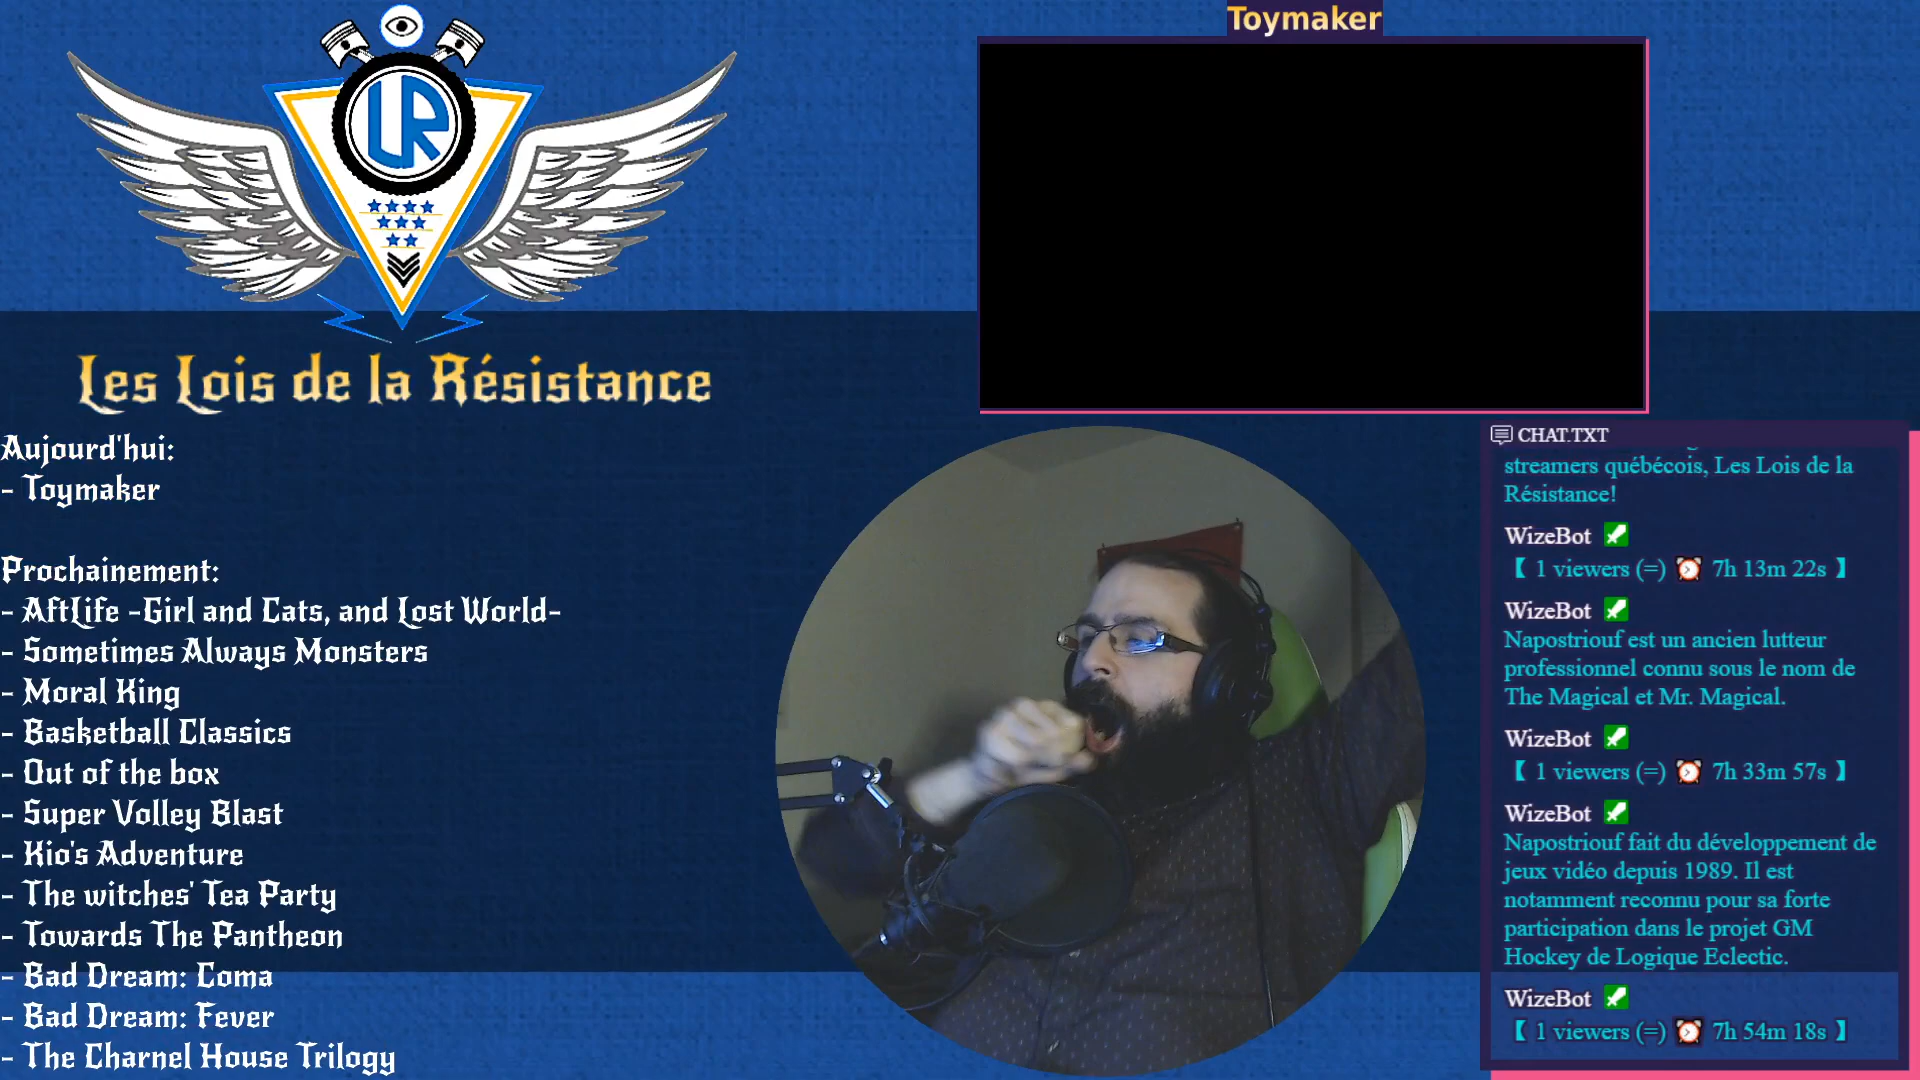 LR
Les Lois de la Résistance
Aujourd'hui:
- Toymaker
Prochainement:
- AftLife -Girl and Cats, and Lost World-
- Sometimes Always Monsters
- Moral King
- Basketball Classics
- Out of the box
- Super Volley Blast
- Kio's Adventure
- The witches' Tea Party
- Towards The Pantheon
- Bad Dream: Coma
- Bad Dream: Fever
- The Charnel House Trilogy
Toymaker
CHAT.TXT
streamers québécois, Les Lois de la
Résistance!
WizeBot
【 1 viewers (=) ⏰ 7h 13m 22s 】
WizeBot
Napostriouf est un ancien lutteur
professionnel connu sous le nom de
The Magical et Mr. Magical.
WizeBot
【 1 viewers (=) ⏰ 7h 33m 57s 】
WizeBot
Napostriouf fait du développement de
jeux vidéo depuis 1989. Il est
notamment reconnu pour sa forte
participation dans le projet GM
Hockey de Logique Eclectic.
WizeBot
【 1 viewers (=) ⏰ 7h 54m 18s 】